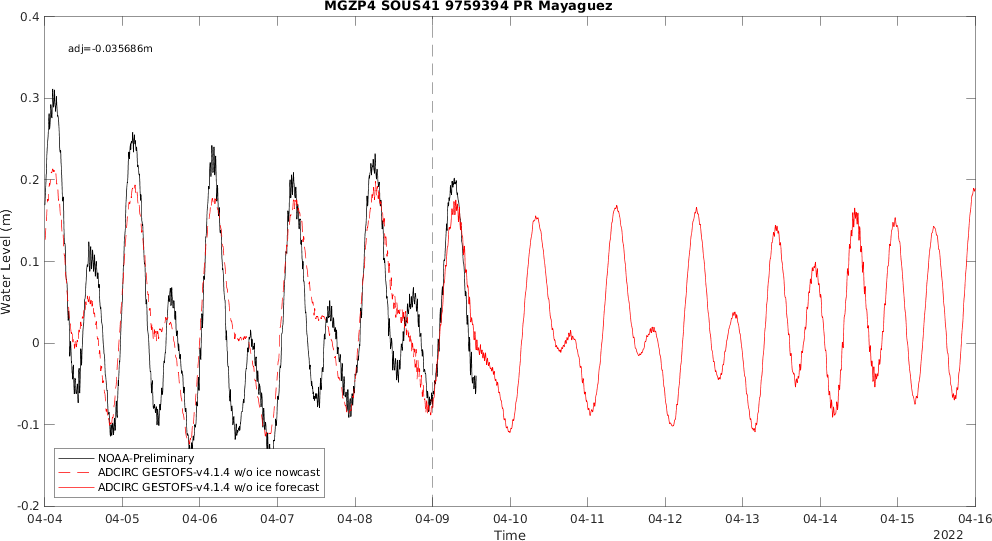 MGZP4 SOUS41 9759394 PR Mayaguez
adj=-0.035686m
0.4
0.3
0.2
0.1
0
-0.1
-0.2
Water Level (m)
NOAA-Preliminary
ADCIRC GESTOFS-v4.1.4 w/o ice nowcast
ADCIRC GESTOFS-v4.1.4 w/o ice forecast
04-04 04-05 04-06 04-07 04-08 04-09 04-10 04-11 04-12 04-13 04-14 04-15 04-16
Time
2022